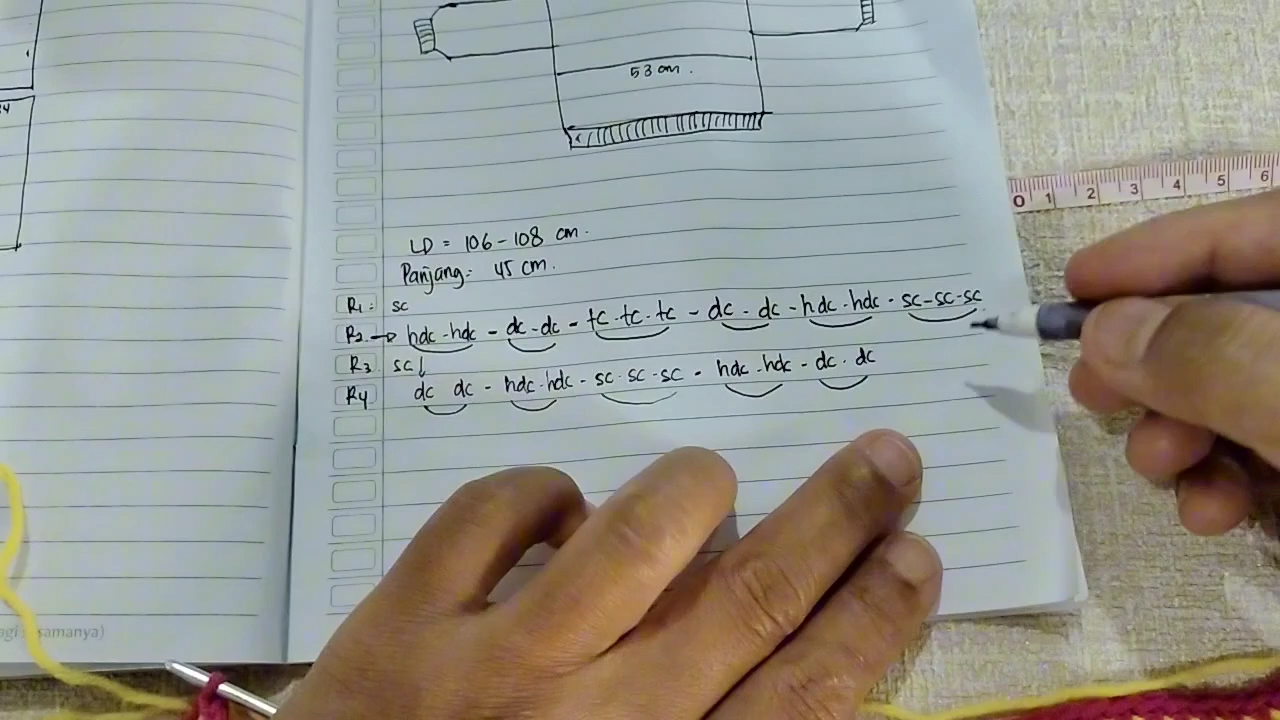 53 cm.
LD = 106 - 108 cm.
Panjang: 45 cm.
R1: sc
R2 → hdc - hdc - dc - dc - tc - tc - tc - dc - dc - hdc - hdc - sc - sc - sc
R3 sc↓
R4 dc dc - hdc - hdc - sc - sc - sc - hdc - hdc - dc - dc
samanya)
0 1 2 3 4 5 6